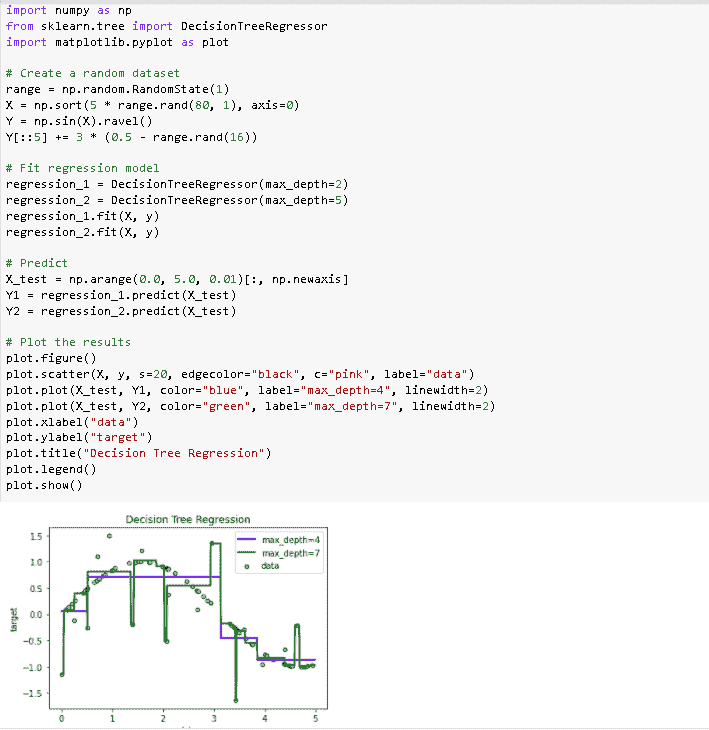 import numpy as np
from sklearn.tree import DecisionTreeRegressor
import matplotlib.pyplot as plot
# Create a random dataset
range = np.random.RandomState(1)
X = np.sort(5 * range.rand(80, 1), axis=0)
Y = np.sin(X).ravel()
Y[::5] += 3 * (0.5 - range.rand(16))
# Fit regression model
regression_1 = DecisionTreeRegressor(max_depth=2)
regression_2 = DecisionTreeRegressor(max_depth=5)
regression_1.fit(X, y)
regression_2.fit(X, y)
# Predict
X_test = np.arange(0.0, 5.0, 0.01)[:, np.newaxis]
Y1 = regression_1.predict(X_test)
Y2 = regression_2.predict(X_test)
# Plot the results
plot.figure()
plot.scatter(X, y, s=20, edgecolor="black", c="pink", label="data")
plot.plot(X_test, Y1, color="blue", label="max_depth=4", linewidth=2)
plot.plot(X_test, Y2, color="green", label="max_depth=7", linewidth=2)
plot.xlabel("data")
plot.ylabel("target")
plot.title("Decision Tree Regression")
plot.legend()
plot.show()
Decision Tree Regression
max_depth=4
max_depth=7
data
1.5
1.0
0.5
0.0
−0.5
−1.0
−1.5
target
0 1 2 3 4 5